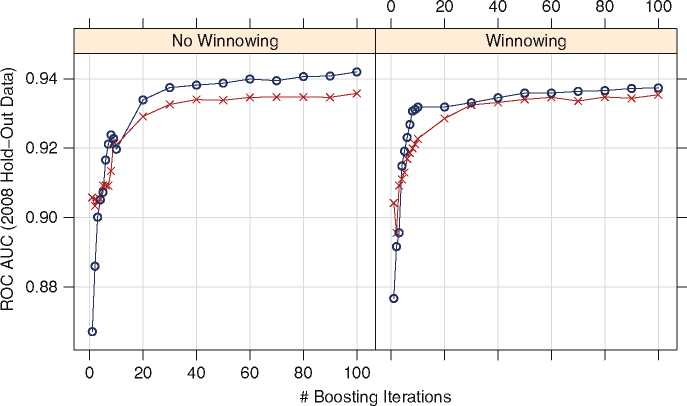 0 20 40 60 80 100
No Winnowing Winnowing
ROC AUC (2008 Hold−Out Data)
0.94
0.92
0.90
0.88
0 20 40 60 80 100
# Boosting Iterations